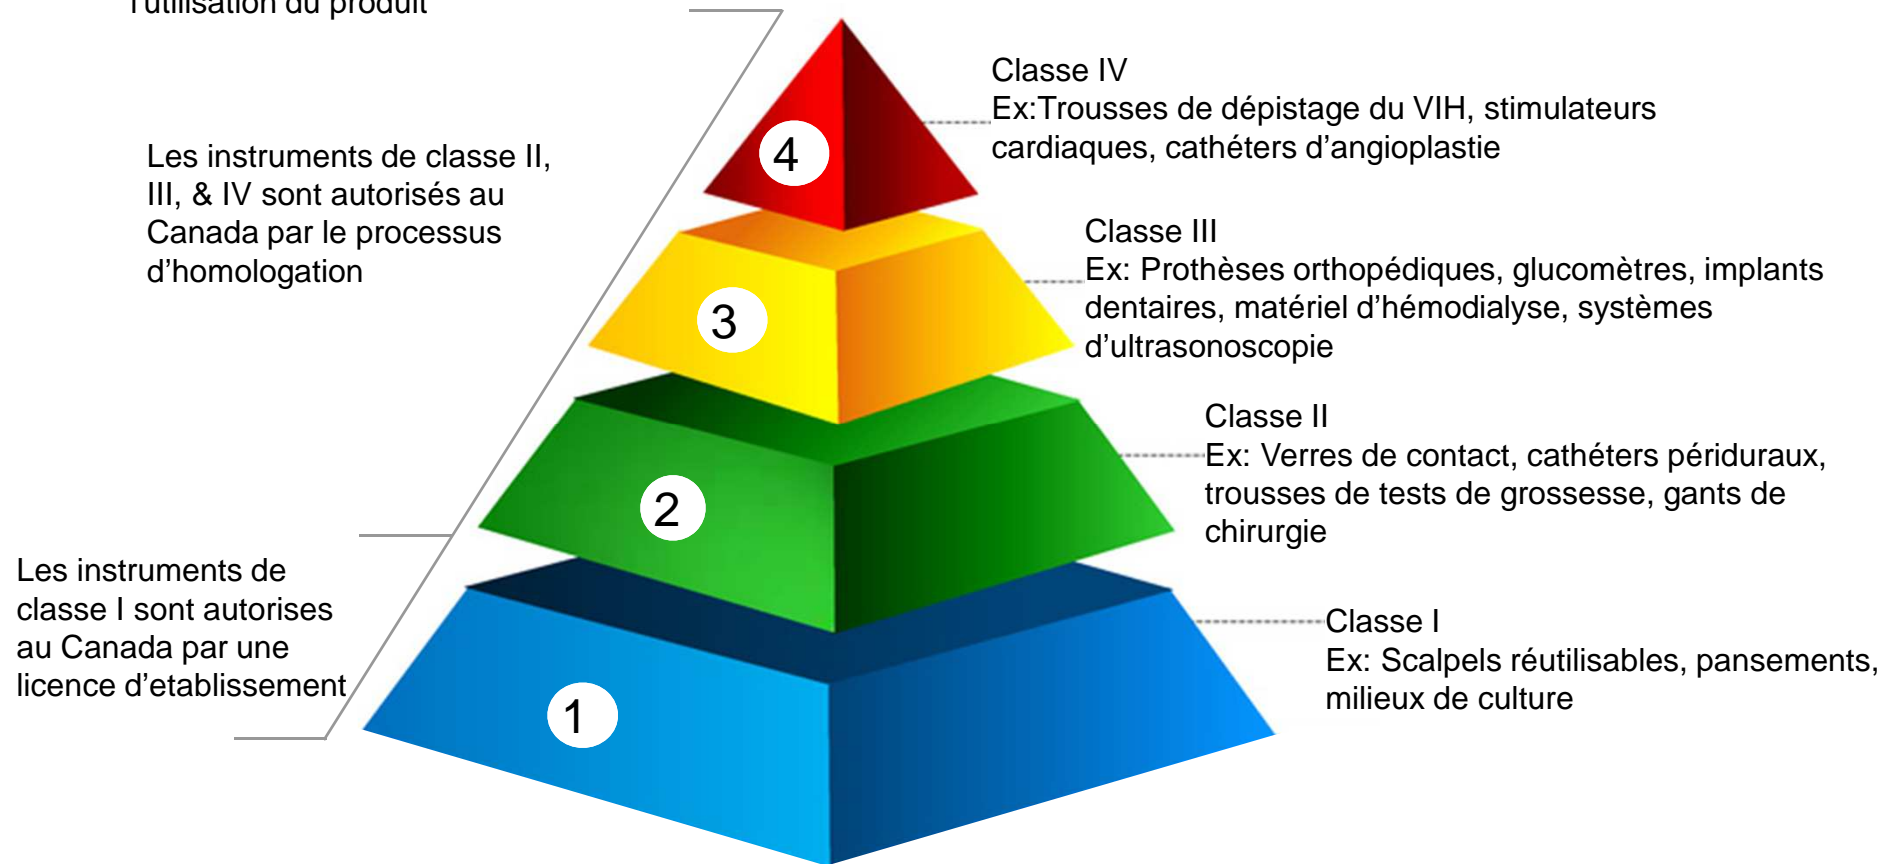 l'utilisation du produit
Classe IV
Ex:Trousses de dépistage du VIH, stimulateurs
cardiaques, cathéters d’angioplastie
4
Les instruments de classe II,
III, & IV sont autorisés au
Canada par le processus
d’homologation
Classe III
Ex: Prothèses orthopédiques, glucomètres, implants
dentaires, matériel d’hémodialyse, systèmes
d’ultrasonoscopie
3
Classe II
Ex: Verres de contact, cathéters périduraux,
trousses de tests de grossesse, gants de
chirurgie
2
Les instruments de
classe I sont autorises
au Canada par une
licence d’etablissement
Classe I
Ex: Scalpels réutilisables, pansements,
milieux de culture
1